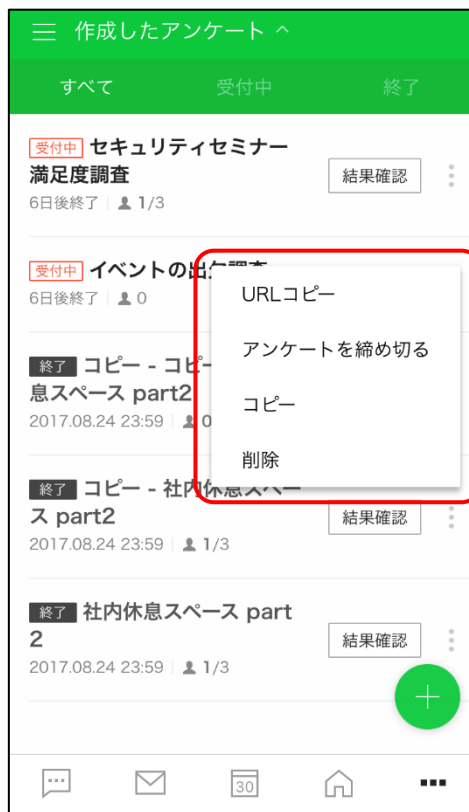 作成したアンケート
すべて 受付中 終了
受付中 セキュリティセミナー
満足度調査
結果確認
6日後終了 1/3
受付中 イベントの出欠調査
6日後終了 0
URLコピー
アンケートを締め切る
コピー
削除
終了 コピー - コピー
息スペース part2
2017.08.24 23:59 0
終了 コピー - 社内休息スペー
ス part2
結果確認
2017.08.24 23:59 1/3
終了 社内休息スペース part
2
結果確認
2017.08.24 23:59 1/3
30